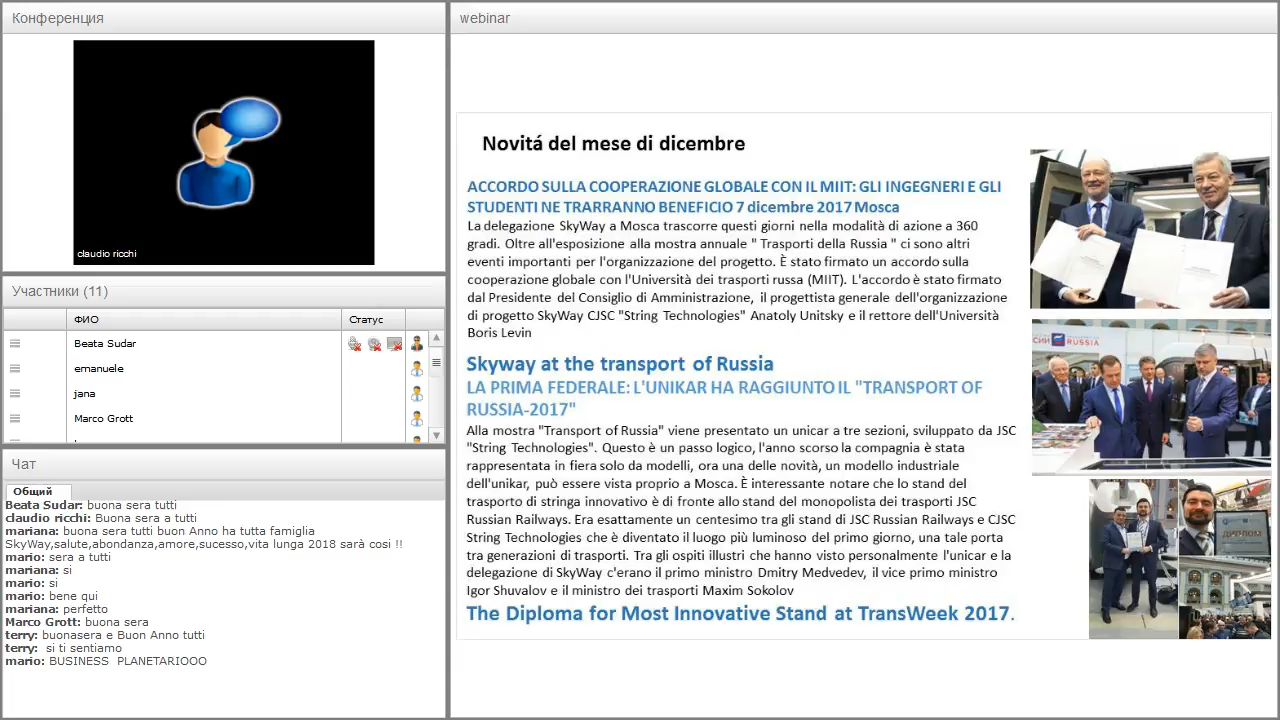 Конференция
claudio ricchi
Участники (11)
ФИО
Статус
Beata Sudar
emanuele
jana
Marco Grott
Чат
Общий
Beata Sudar: buona sera tutti
claudio ricchi: Buona sera a tutti
mariana: buona sera tutti buon Anno ha tutta famiglia
SkyWay,salute,abondanza,amore,sucesso,vita lunga 2018 sarà cosi !!
mario: sera a tutti
mariana: si
mario: si
mario: bene qui
mariana: perfetto
Marco Grott: buona sera
terry: buonasera e Buon Anno tutti
terry: si ti sentiamo
mario: BUSINESS PLANETARIOOO
webinar
Novitá del mese di dicembre
ACCORDO SULLA COOPERAZIONE GLOBALE CON IL MIIT: GLI INGEGNERI E GLI
STUDENTI NE TRARRANNO BENEFICIO 7 dicembre 2017 Mosca
La delegazione SkyWay a Mosca trascorre questi giorni nella modalità di azione a 360
gradi. Oltre all'esposizione alla mostra annuale " Trasporti della Russia " ci sono altri
eventi importanti per l'organizzazione del progetto. È stato firmato un accordo sulla
cooperazione globale con l'Università dei trasporti russa (MIIT). L'accordo è stato firmato
dal Presidente del Consiglio di Amministrazione, il progettista generale dell'organizzazione
di progetto SkyWay CJSC "String Technologies" Anatoly Unitsky e il rettore dell'Università
Boris Levin
Skyway at the transport of Russia
LA PRIMA FEDERALE: L'UNIKAR HA RAGGIUNTO IL "TRANSPORT OF
RUSSIA-2017"
Alla mostra "Transport of Russia" viene presentato un unicar a tre sezioni, sviluppato da JSC
"String Technologies". Questo è un passo logico, l'anno scorso la compagnia è stata
rappresentata in fiera solo da modelli, ora una delle novità, un modello industriale
dell'unikar, può essere vista proprio a Mosca. È interessante notare che lo stand del
trasporto di stringa innovativo è di fronte allo stand del monopolista dei trasporti JSC
Russian Railways. Era esattamente un centesimo tra gli stand di JSC Russian Railways e CJSC
String Technologies che è diventato il luogo più luminoso del primo giorno, una tale porta
tra generazioni di trasporti. Tra gli ospiti illustri che hanno visto personalmente l'unicar e la
delegazione di SkyWay c'erano il primo ministro Dmitry Medvedev, il vice primo ministro
Igor Shuvalov e il ministro dei trasporti Maxim Sokolov
The Diploma for Most Innovative Stand at TransWeek 2017.
RUSSIA
ДИПЛОМ